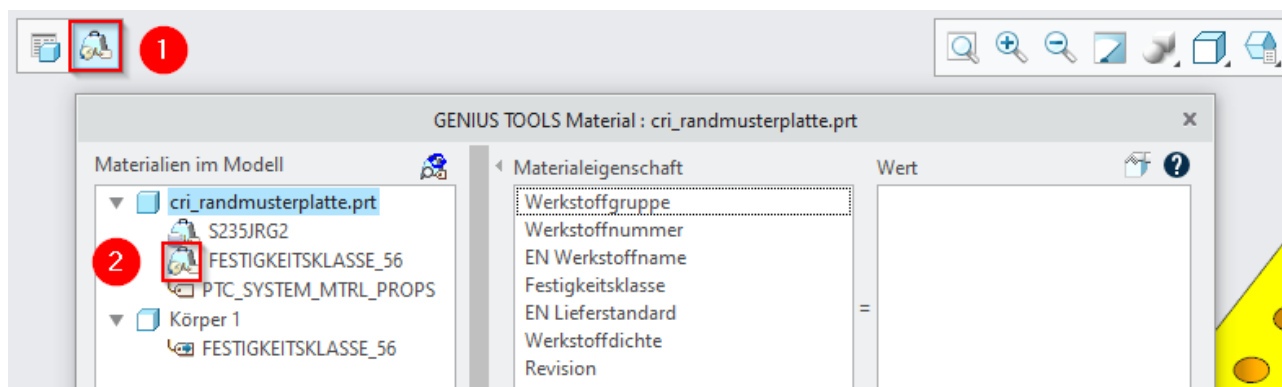 1
GENIUS TOOLS Material : cri_randmusterplatte.prt
x
Materialien im Modell
cri_randmusterplatte.prt
S235JRG2
2
FESTIGKEITSKLASSE_56
PTC_SYSTEM_MTRL_PROPS
Körper 1
FESTIGKEITSKLASSE_56
Materialeigenschaft
Werkstoffgruppe
Werkstoffnummer
EN Werkstoffname
Festigkeitsklasse
EN Lieferstandard
Werkstoffdichte
Revision
=
Wert
?